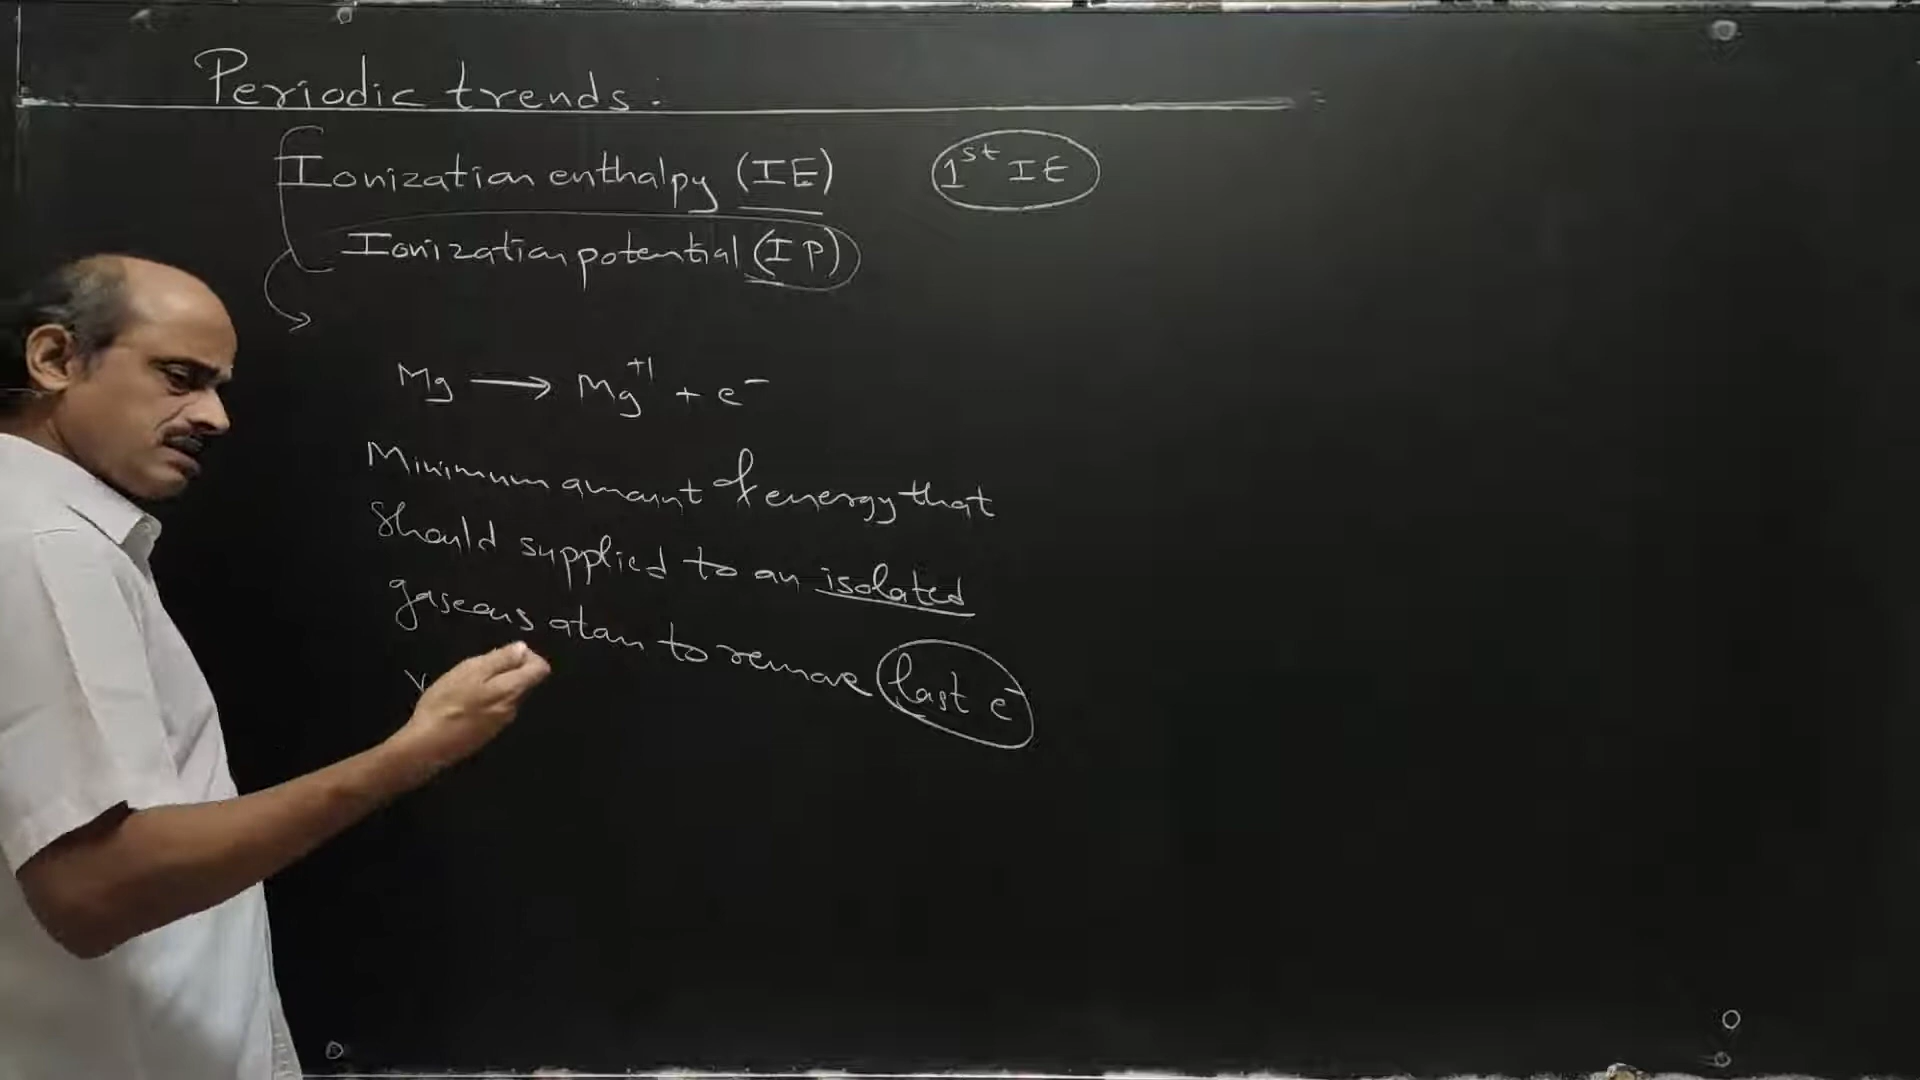 Periodic trends:
Ionization enthalpy (IE) 1st IE
Ionization potential (IP)
Mg → Mg+1 + e-
Minimum amount of energy that
should supplied to an isolated
gaseous atom to remove last e-